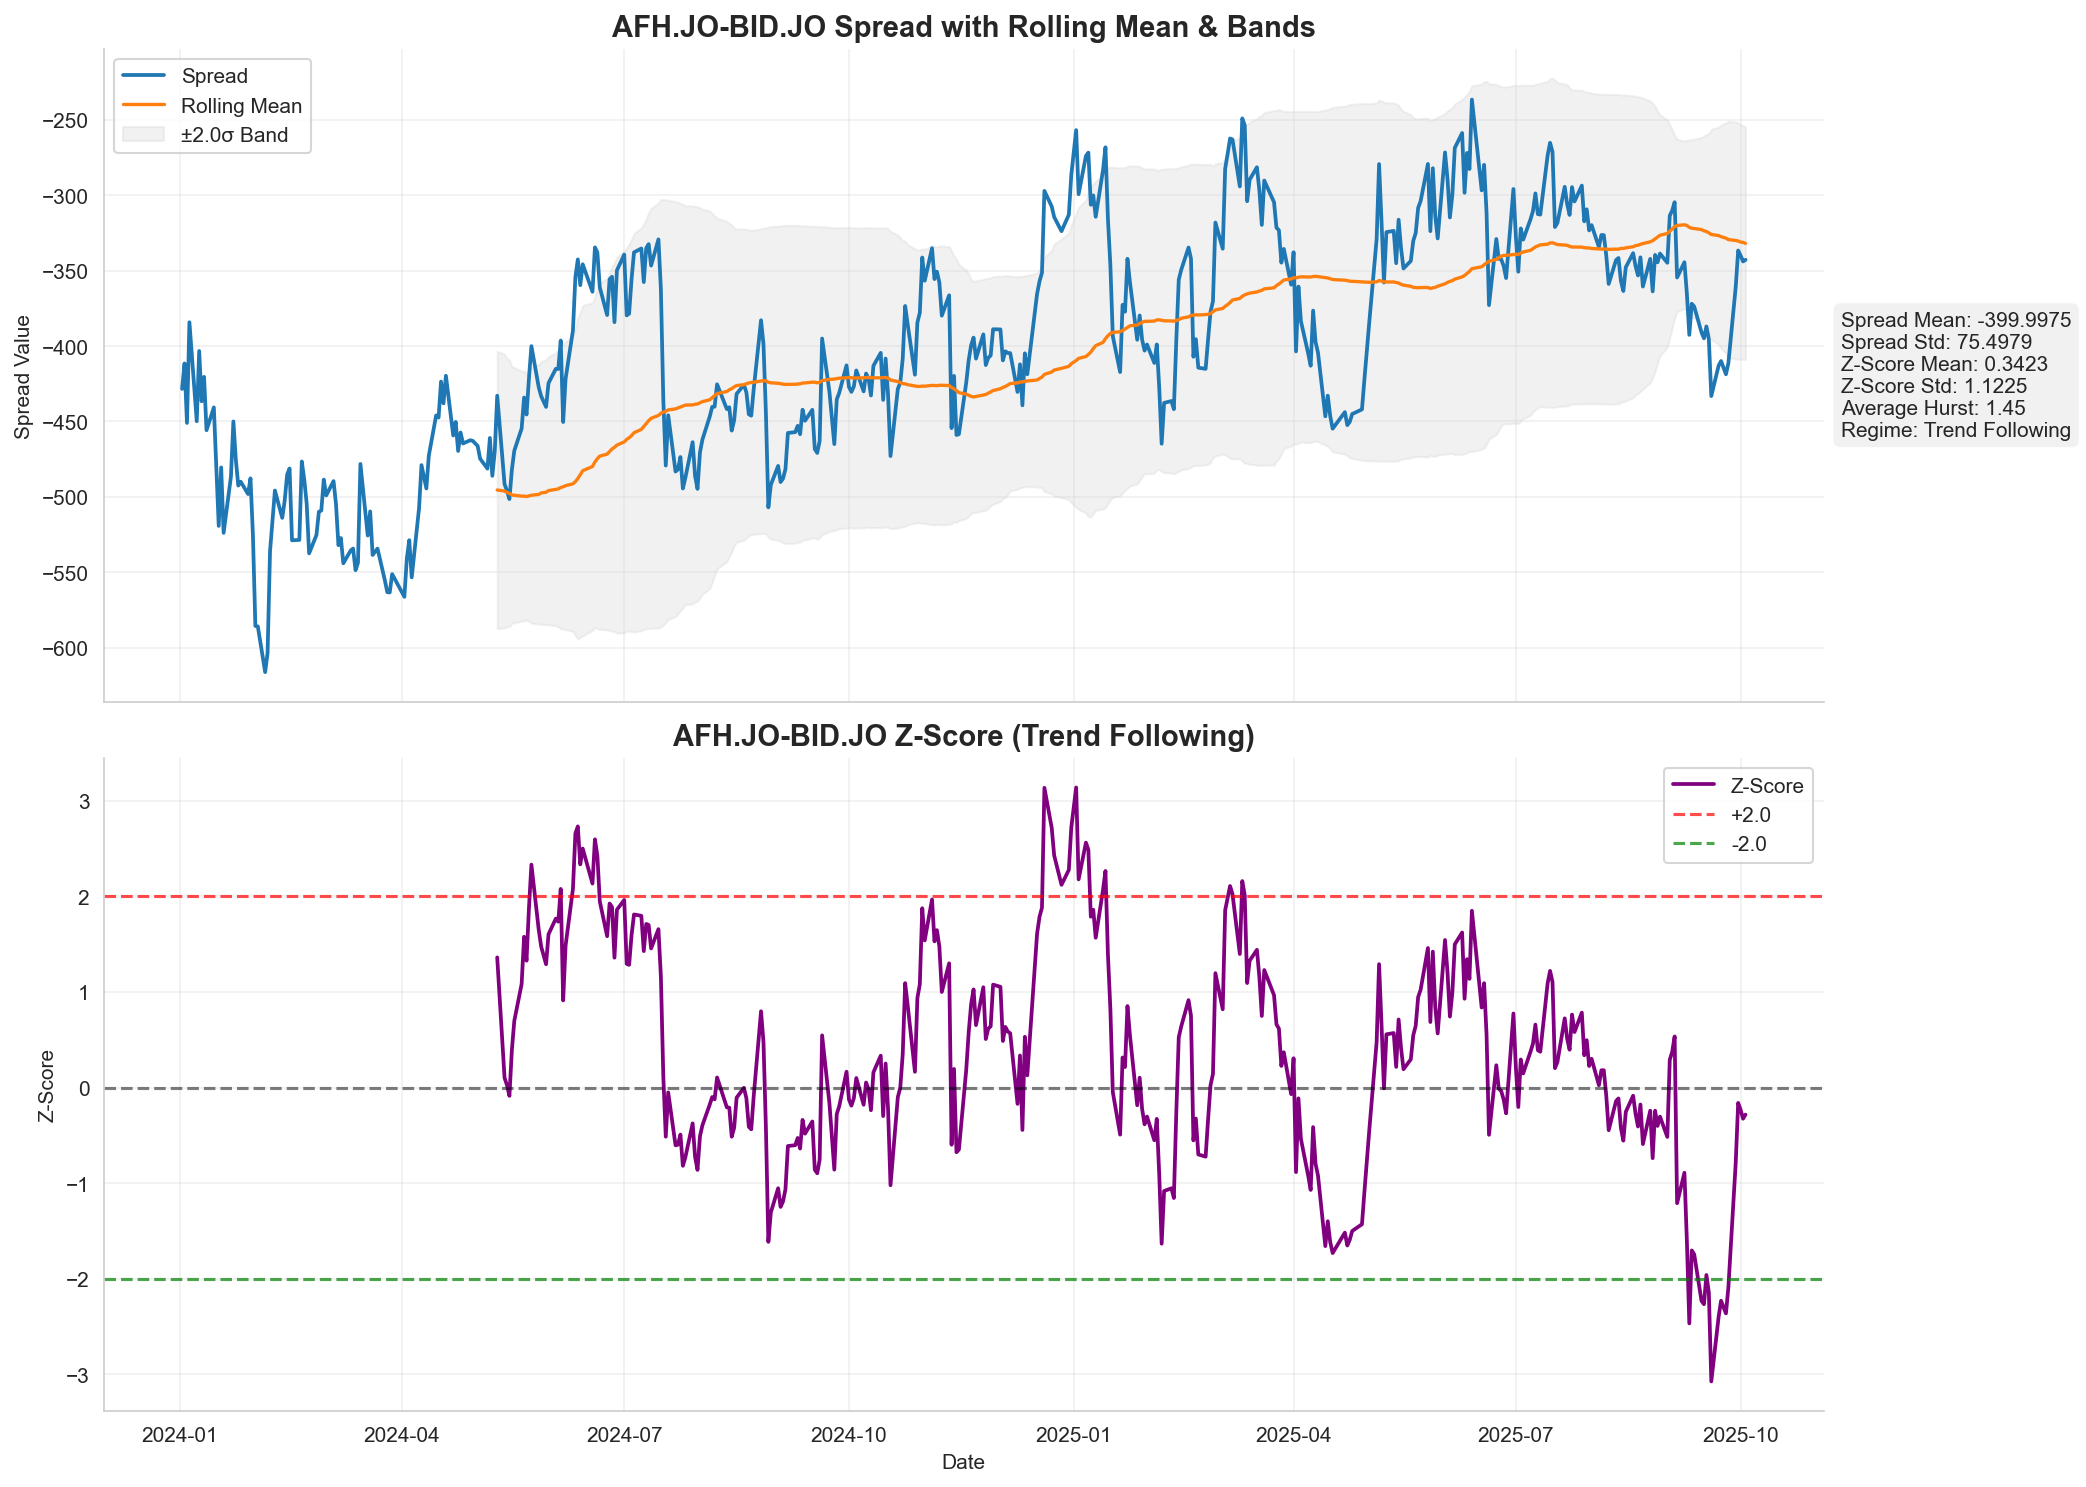 AFH.JO-BID.JO Spread with Rolling Mean & Bands
Spread
Rolling Mean
±2.0σ Band
Spread Value
−250
−300
−350
−400
−450
−500
−550
−600
Spread Mean: -399.9975
Spread Std: 75.4979
Z-Score Mean: 0.3423
Z-Score Std: 1.1225
Average Hurst: 1.45
Regime: Trend Following
AFH.JO-BID.JO Z-Score (Trend Following)
Z-Score
+2.0
-2.0
Z-Score
3
2
1
0
−1
−2
−3
2024-01
2024-04
2024-07
2024-10
2025-01
2025-04
2025-07
2025-10
Date